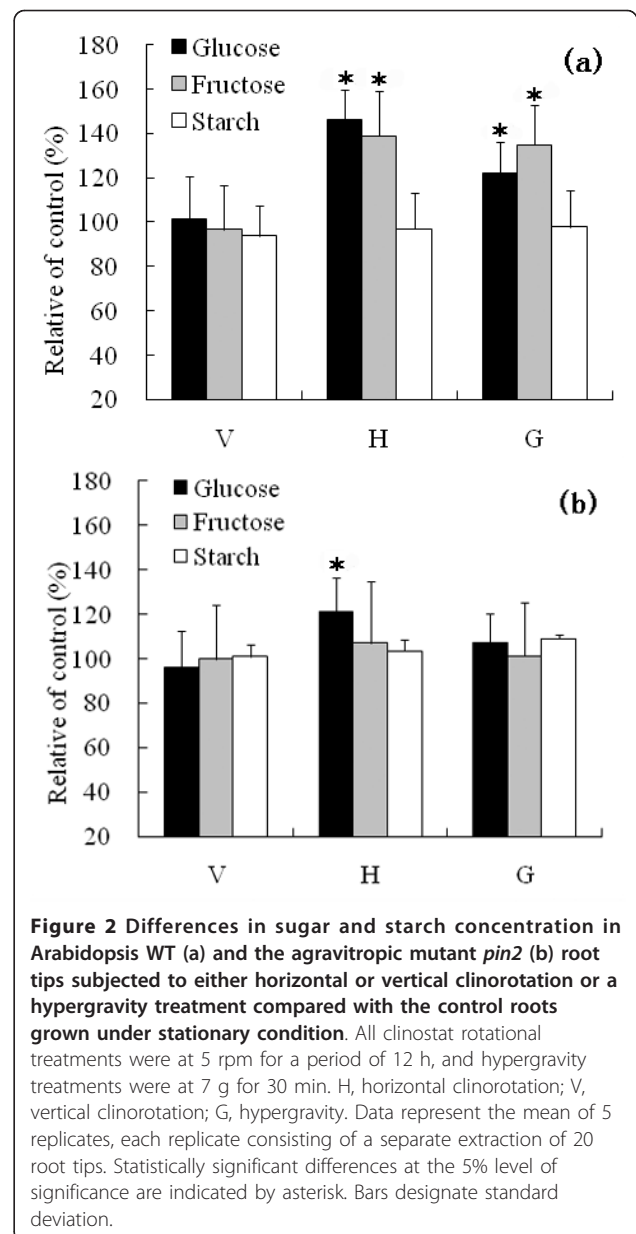 180
160
140
120
100
80
60
40
20
Relative of control (%)
Glucose
Fructose
Starch
(a)
* *
* *
V H G
180
160
140
120
100
80
60
40
20
Relative of control (%)
Glucose
Fructose
Starch
(b)
*
V H G
Figure 2 Differences in sugar and starch concentration in
Arabidopsis WT (a) and the agravitropic mutant pin2 (b) root
tips subjected to either horizontal or vertical clinorotation or a
hypergravity treatment compared with the control roots
grown under stationary condition. All clinostat rotational
treatments were at 5 rpm for a period of 12 h, and hypergravity
treatments were at 7 g for 30 min. H, horizontal clinorotation; V,
vertical clinorotation; G, hypergravity. Data represent the mean of 5
replicates, each replicate consisting of a separate extraction of 20
root tips. Statistically significant differences at the 5% level of
significance are indicated by asterisk. Bars designate standard
deviation.